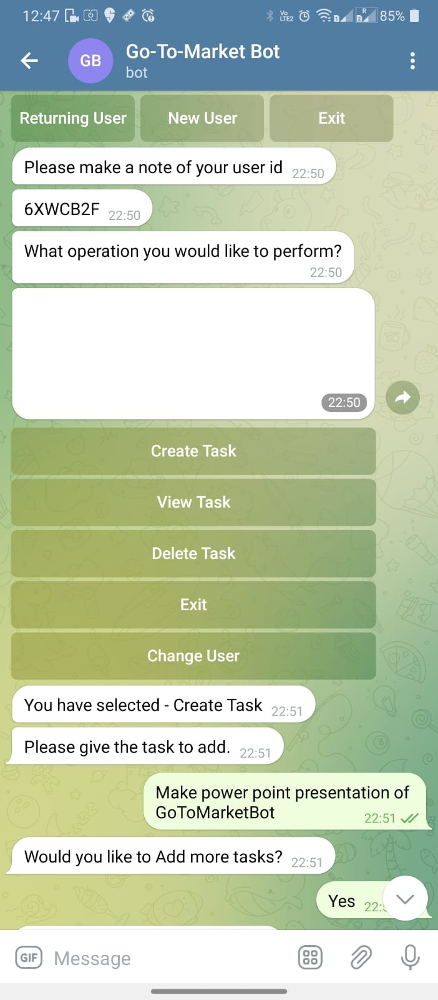 12:47
Vo
LTE2
1
R
2
85%
GB
Go-To-Market Bot
bot
Returning User
New User
Exit
Please make a note of your user id 22:50
6XWCB2F 22:50
What operation you would like to perform?
22:50
22:50
Create Task
View Task
Delete Task
Exit
Change User
You have selected - Create Task 22:51
Please give the task to add. 22:51
Make power point presentation of
GoToMarketBot 22:51
Would you like to Add more tasks? 22:51
Yes 22:
GIF Message